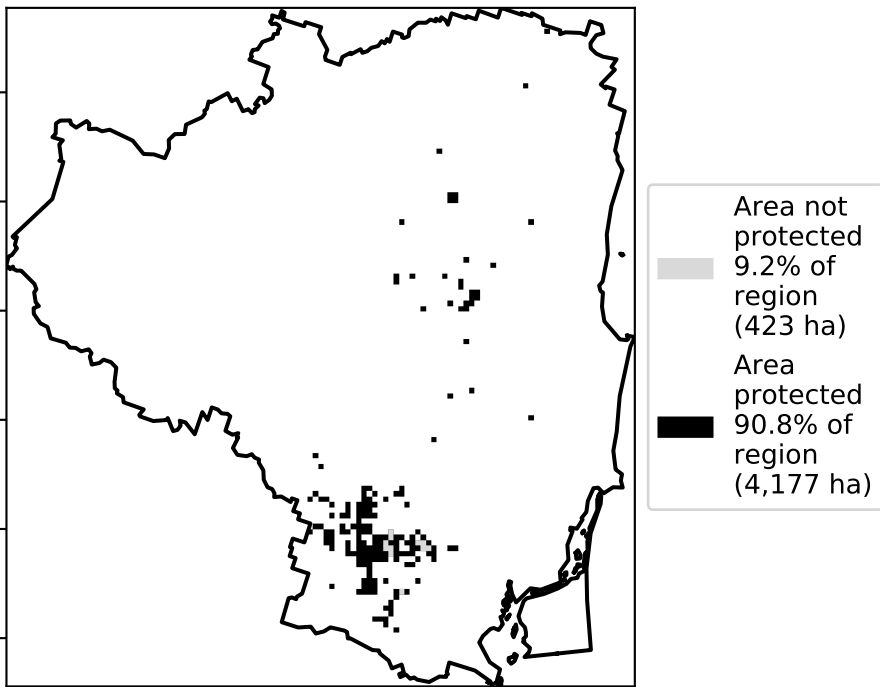 Area not
protected
9.2% of
region
(423 ha)
Area
protected
90.8% of
region
(4,177 ha)